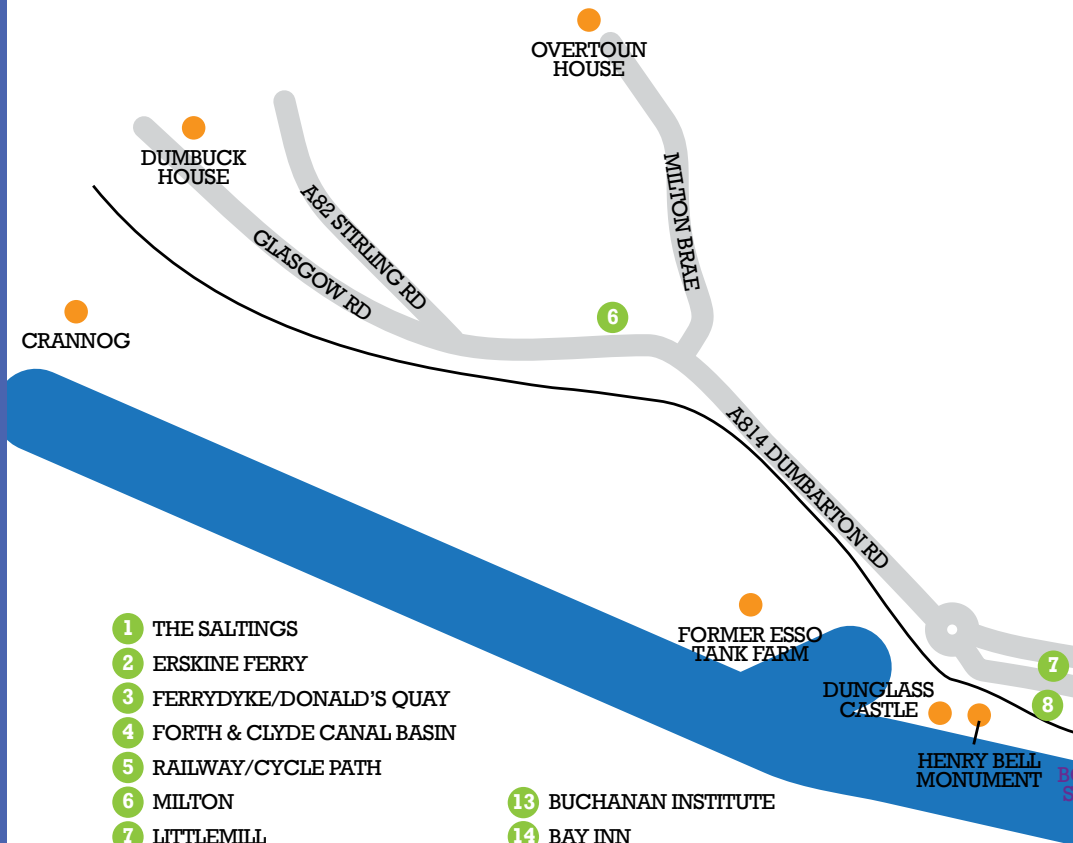 OVERTOUN
HOUSE
DUMBUCK
HOUSE
A82 STIRLING RD
MILTON BRAE
GLASGOW RD
6
CRANNOG
A814 DUMBARTON RD
FORMER ESSO
TANK FARM
7
DUNGLASS
CASTLE
8
HENRY BELL
MONUMENT
1 THE SALTINGS
2 ERSKINE FERRY
3 FERRYDYKE/DONALD'S QUAY
4 FORTH & CLYDE CANAL BASIN
5 RAILWAY/CYCLE PATH
6 MILTON
7 LITTLEMILL
13 BUCHANAN INSTITUTE
14 BAY INN